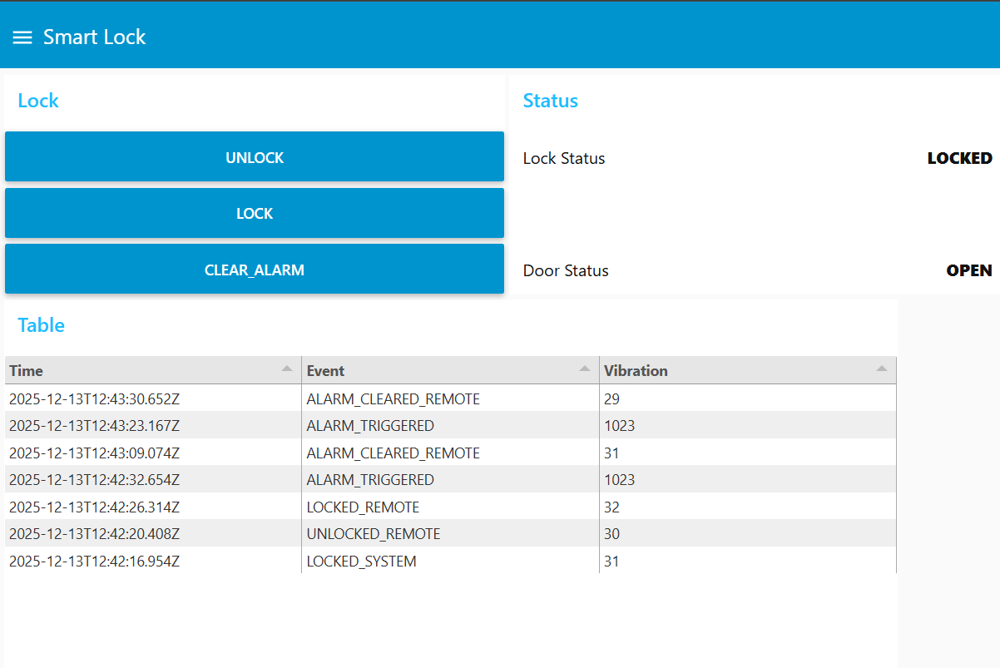 Smart Lock
Lock
UNLOCK
LOCK
CLEAR_ALARM
Status
Lock Status LOCKED
Door Status OPEN
Table
Time Event Vibration
2025-12-13T12:43:30.652Z ALARM_CLEARED_REMOTE 29
2025-12-13T12:43:23.167Z ALARM_TRIGGERED 1023
2025-12-13T12:43:09.074Z ALARM_CLEARED_REMOTE 31
2025-12-13T12:42:32.654Z ALARM_TRIGGERED 1023
2025-12-13T12:42:26.314Z LOCKED_REMOTE 32
2025-12-13T12:42:20.408Z UNLOCKED_REMOTE 30
2025-12-13T12:42:16.954Z LOCKED_SYSTEM 31